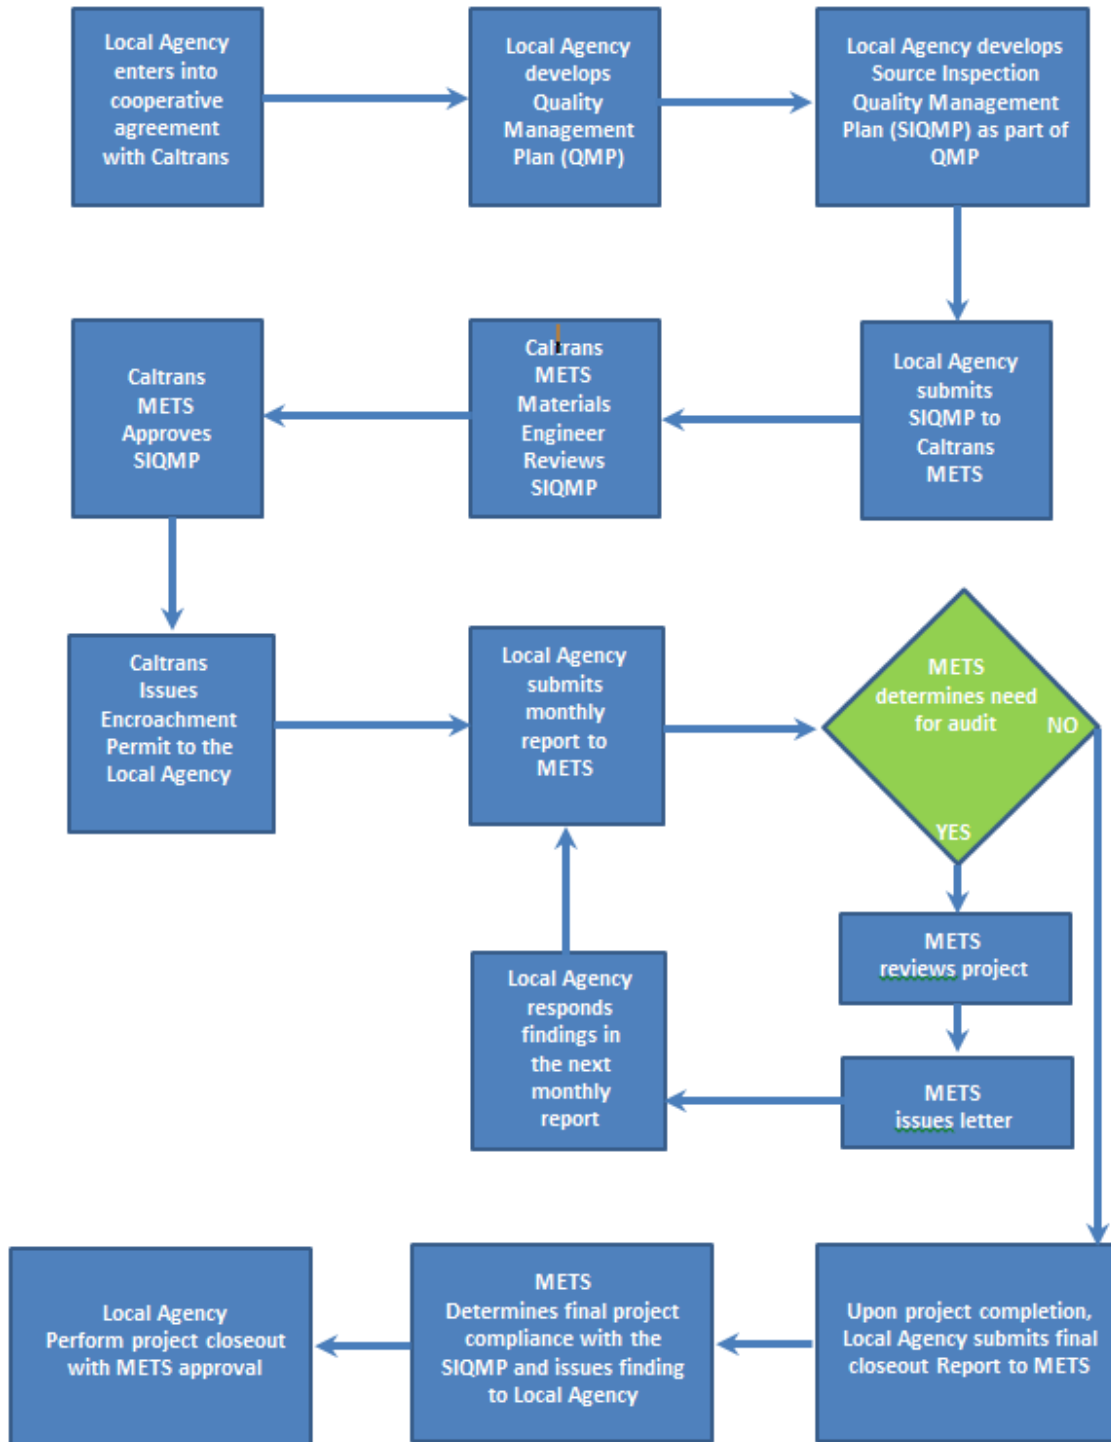 Local Agency
enters into
cooperative
agreement
with Caltrans
Local Agency
develops
Quality
Management
Plan (QMP)
Local Agency develops
Source Inspection
Quality Management
Plan (SIQMP) as part of
QMP
Local Agency
submits
SIQMP to
Caltrans
METS
Caltrans
METS
Materials
Engineer
Reviews
SIQMP
Caltrans
METS
Approves
SIQMP
Caltrans
Issues
Encroachment
Permit to the
Local Agency
Local Agency
submits
monthly
report to
METS
METS
determines need
for audit
NO
YES
METS
reviews project
METS
issues letter
Local Agency
responds
findings in
the next
monthly
report
Upon project completion,
Local Agency submits final
closeout Report to METS
METS
Determines final project
compliance with the
SIQMP and issues finding
to Local Agency
Local Agency
Perform project closeout
with METS approval